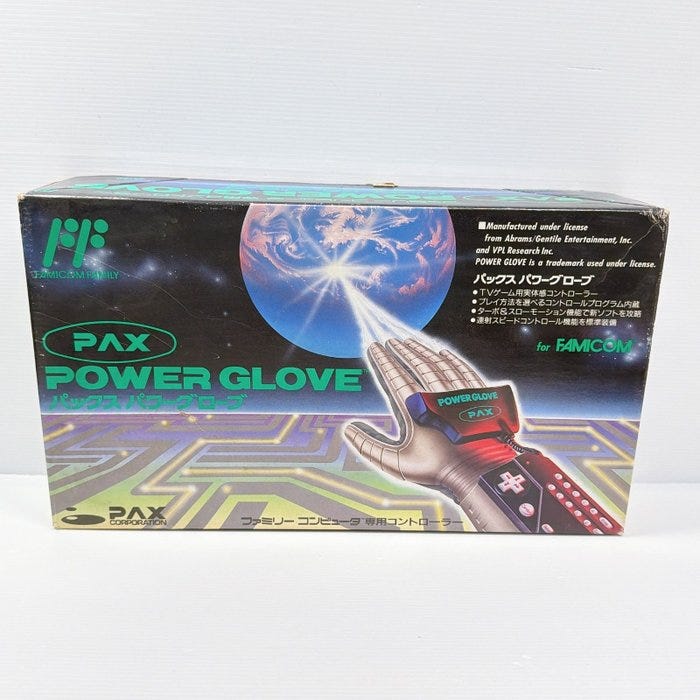 FF
FAMICOM FAMILY
PAX
POWER GLOVE™
パックス パワーグローブ
■Manufactured under license
from Abrams/Gentile Entertainment, Inc.
and VPL Research Inc.
POWER GLOVE is a trademark used under license.
パックス パワーグローブ
●TVゲーム用実体感コントローラー
●プレイ方法を選べるコントロールプログラム内蔵
●ターボ&スローモーション機能で新ソフトを攻略
●連射スピードコントロール機能を標準装備
for FAMICOM
POWER GLOVE
PAX
PAX
CORPORATION
ファミリー コンピュータ 専用コントローラー